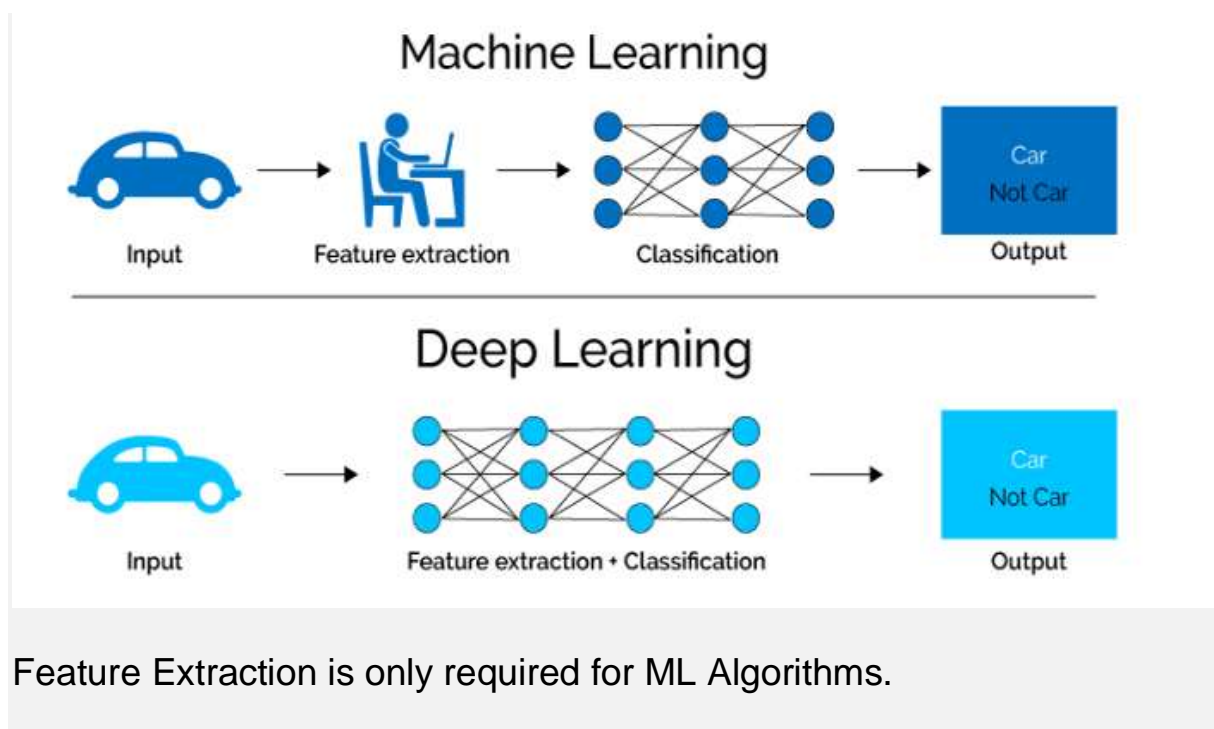 Machine Learning
Input
Feature extraction
Classification
Car
Not Car
Output
Deep Learning
Input
Feature extraction + Classification
Car
Not Car
Output
Feature Extraction is only required for ML Algorithms.